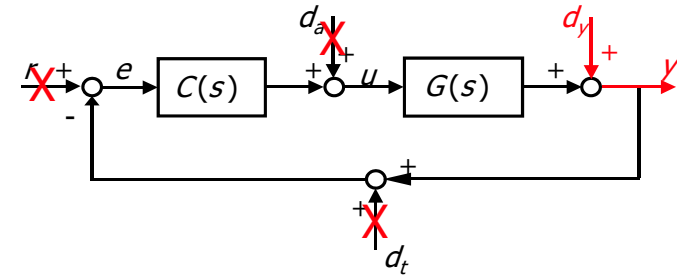 d_a
d_y
r + e C(s) + + u G(s) + + y
-
+
+
d_t